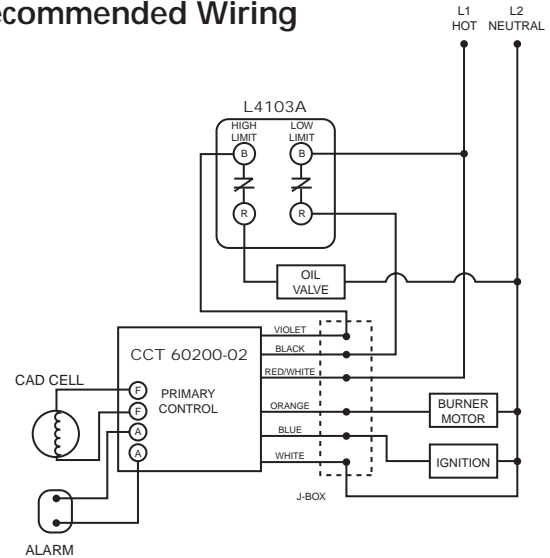 commended Wiring
L1
HOT
L2
NEUTRAL
L4103A
HIGH
LIMIT
LOW
LIMIT
B
B
R
R
OIL
VALVE
VIOLET
BLACK
RED/WHITE
ORANGE
BLUE
WHITE
CCT 60200-02
PRIMARY
CONTROL
F
F
A
A
CAD CELL
BURNER
MOTOR
IGNITION
J-BOX
ALARM